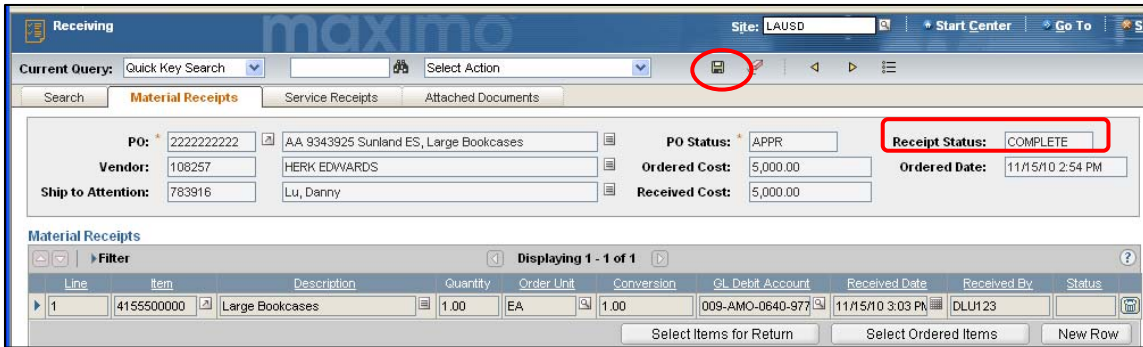 Receiving
maximo
Site: LAUSD
Start Center
Go To
S
Current Query: Quick Key Search
Select Action
Search
Material Receipts
Service Receipts
Attached Documents
PO: * 2222222222
AA 9343925 Sunland ES, Large Bookcases
PO Status: * APPR
Receipt Status: COMPLETE
Vendor: 108257
HERK EDWARDS
Ordered Cost: 5,000.00
Ordered Date: 11/15/10 2:54 PM
Ship to Attention: 783916
Lu, Danny
Received Cost: 5,000.00
Material Receipts
Filter
Displaying 1 - 1 of 1
?
Line Item Description Quantity Order Unit Conversion GL Debit Account Received Date Received By Status
1 4155500000 Large Bookcases 1.00 EA 1.00 009-AMO-0640-977 11/15/10 3:03 PM DLU123
Select Items for Return
Select Ordered Items
New Row